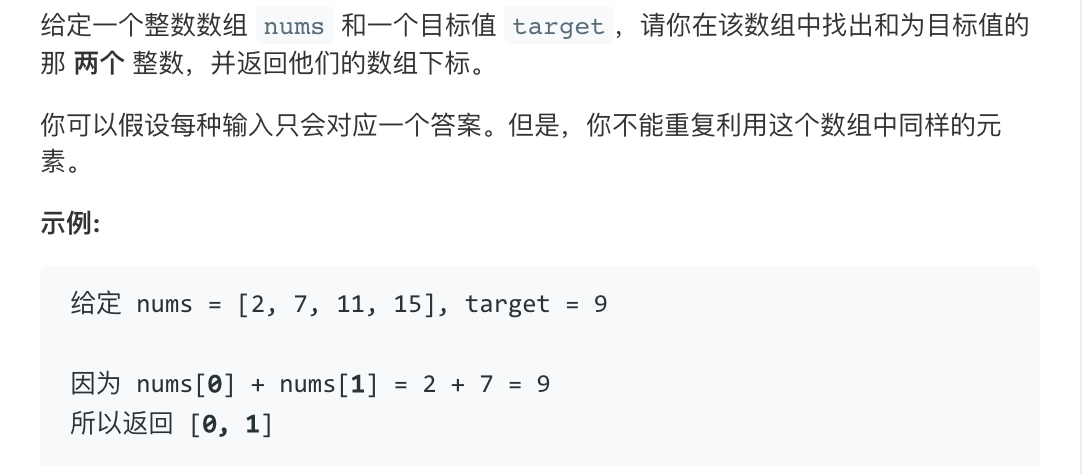 给定一个整数数组 nums 和一个目标值 target，请你在该数组中找出和为目标值的
那 两个 整数，并返回他们的数组下标。
你可以假设每种输入只会对应一个答案。但是，你不能重复利用这个数组中同样的元
素。
示例:
给定 nums = [2, 7, 11, 15], target = 9
因为 nums[0] + nums[1] = 2 + 7 = 9
所以返回 [0, 1]